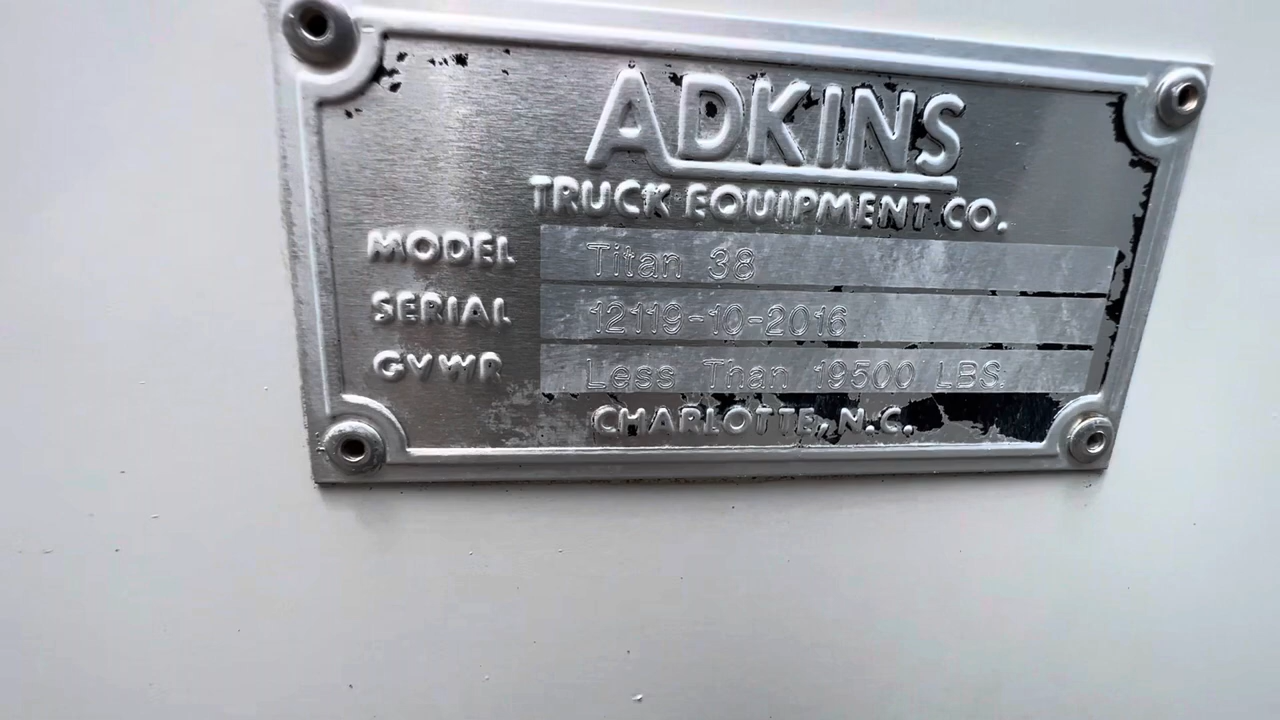 ADKINS
TRUCK EQUIPMENT CO.
MODEL Titan 38
SERIAL 12119-10-2016
GVWR Less Than 19500 LBS.
CHARLOTTE, N.C.